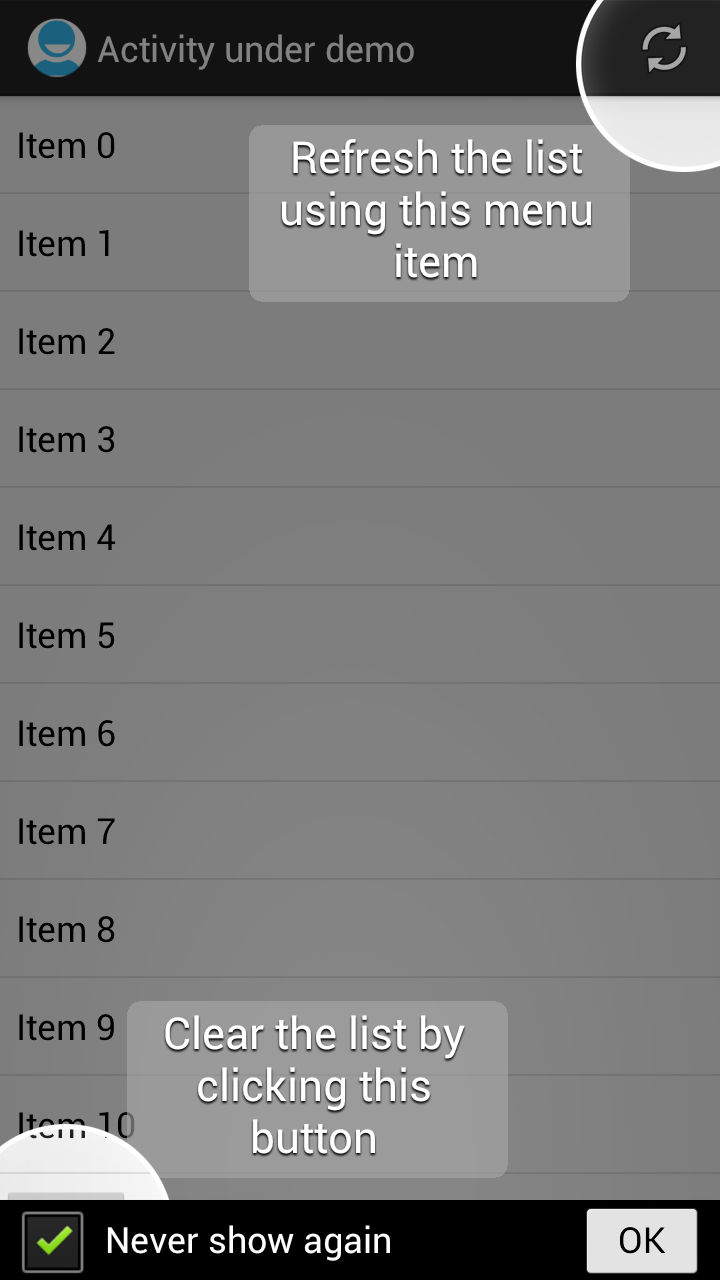 Activity under demo
Item 0
Refresh the list
using this menu
item
Item 1
Item 2
Item 3
Item 4
Item 5
Item 6
Item 7
Item 8
Item 9
Clear the list by
clicking this
button
Item 10
Never show again
OK